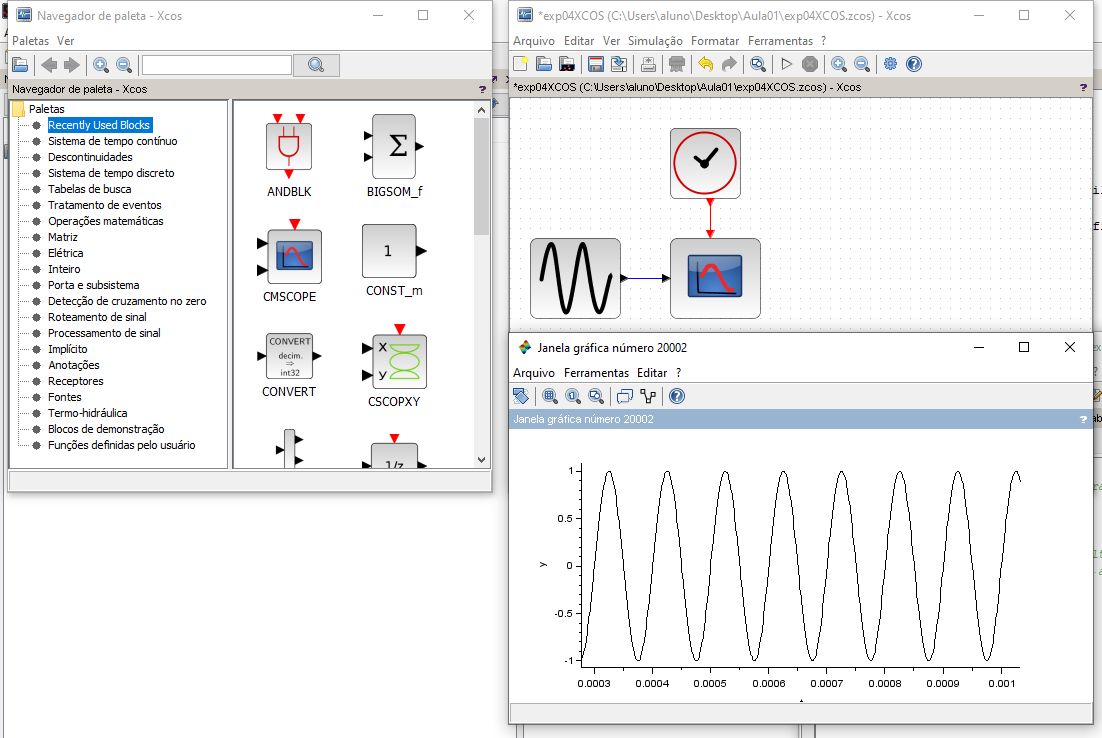 Navegador de paleta - Xcos
Paletas Ver
Navegador de paleta - Xcos
?
Paletas
Recently Used Blocks
Sistema de tempo contínuo
Descontinuidades
Sistema de tempo discreto
Tabelas de busca
Tratamento de eventos
Operações matemáticas
Matriz
Elétrica
Inteiro
Porta e subsistema
Detecção de cruzamento no zero
Roteamento de sinal
Processamento de sinal
Implícito
Anotações
Receptores
Fontes
Termo-hidráulica
Blocos de demonstração
Funções definidas pelo usuário
ANDBLK
Σ
BIGSOM_f
CMSCOPE
1
CONST_m
CONVERT
decim.
⇒
int32
CONVERT
X
y
CSCOPXY
1/z
*exp04XCOS (C:\Users\aluno\Desktop\Aula01\exp04XCOS.zcos) - Xcos
Arquivo Editar Ver Simulação Formatar Ferramentas ?
*exp04XCOS (C:\Users\aluno\Desktop\Aula01\exp04XCOS.zcos) - Xcos
?
Janela gráfica número 20002
Arquivo Ferramentas Editar ?
Janela gráfica número 20002
?
1
0.5
0
-0.5
-1
y
0.0003 0.0004 0.0005 0.0006 0.0007 0.0008 0.0009 0.001